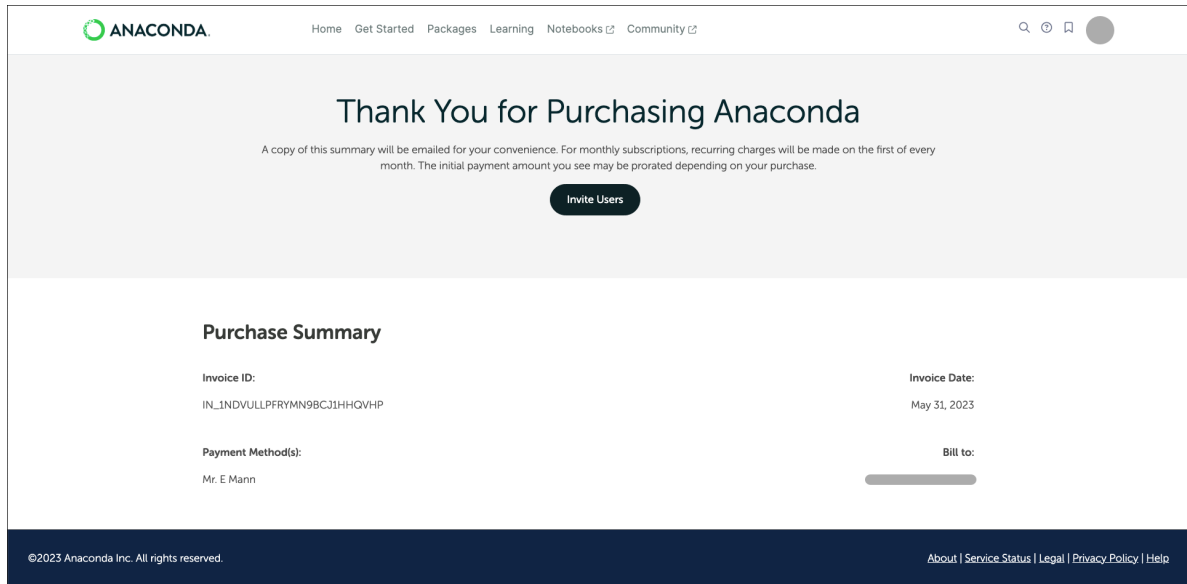 ANACONDA.
Home Get Started Packages Learning Notebooks Community
Thank You for Purchasing Anaconda
A copy of this summary will be emailed for your convenience. For monthly subscriptions, recurring charges will be made on the first of every
month. The initial payment amount you see may be prorated depending on your purchase.
Invite Users
Purchase Summary
Invoice ID: Invoice Date:
IN_1NDVULLPFRYMN9BCJ1HHQVHP May 31, 2023
Payment Method(s): Bill to:
Mr. E Mann
©2023 Anaconda Inc. All rights reserved. About | Service Status | Legal | Privacy Policy | Help